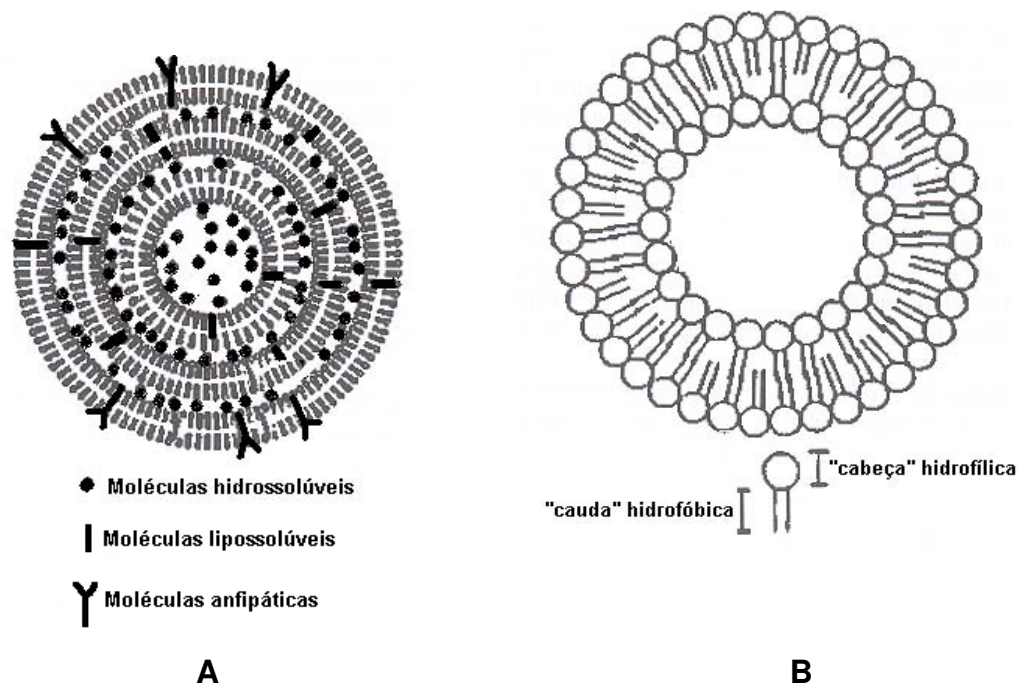 Moléculas hidrossolúveis
Moléculas lipossolúveis
Moléculas anfipáticas
"cabeça" hidrofílica
"cauda" hidrofóbica
A
B